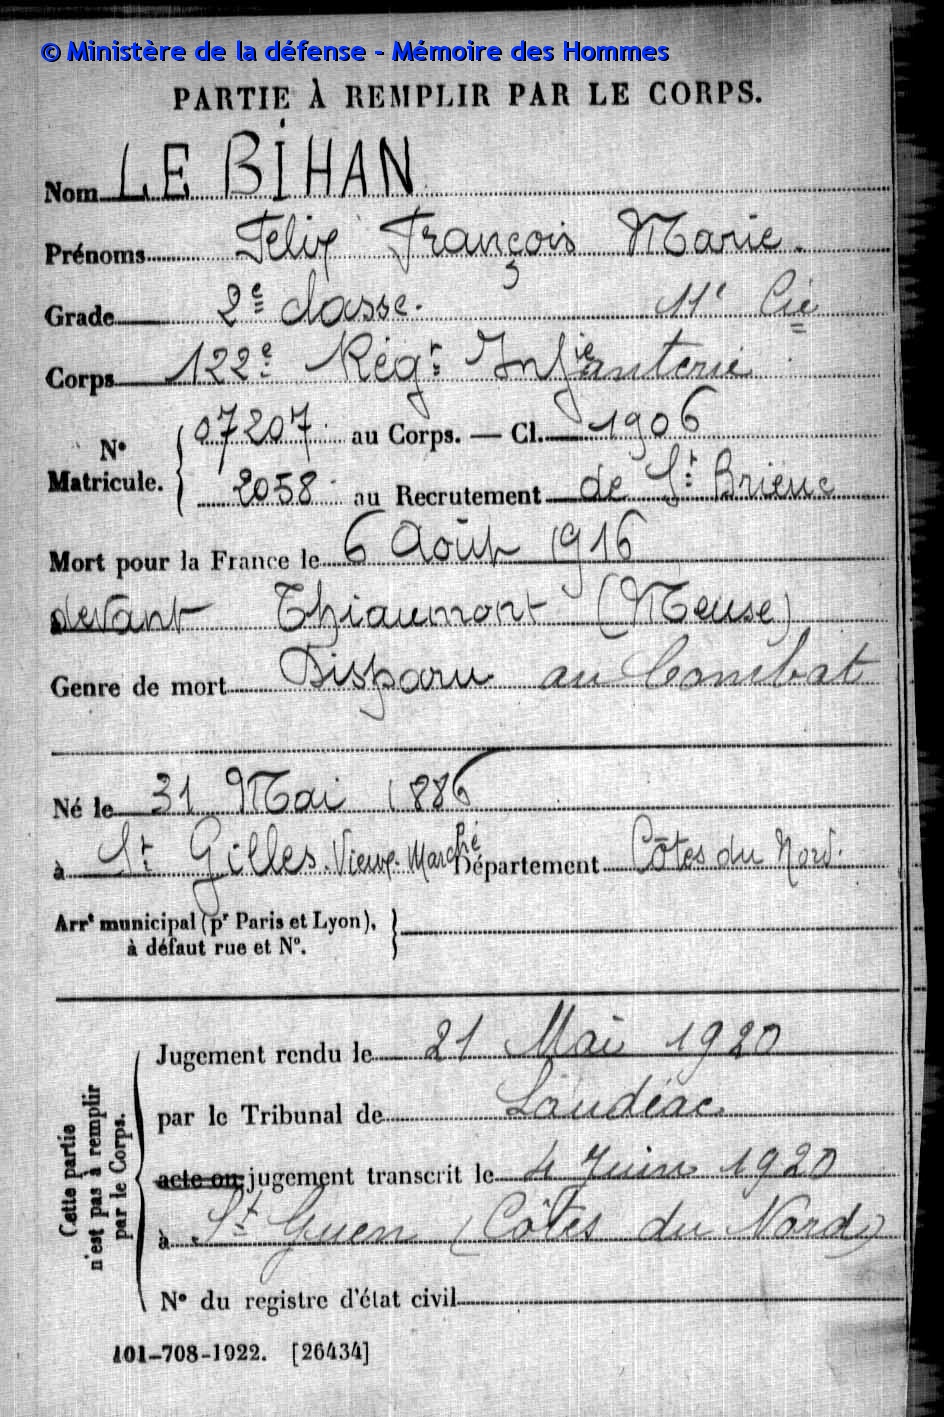 © Ministère de la défense - Mémoire des Hommes
PARTIE À REMPLIR PAR LE CORPS.
Nom LE BIHAN
Prénoms Felix François Marie.
Grade 2e classe. 11e Cie
Corps 122e Régt Infanterie
N° Matricule. 07207 au Corps. — Cl. 1906
2058 au Recrutement de St Brieuc
Mort pour la France le 6 Août 1916
devant Thiaumont (Meuse)
Genre de mort Disparu au Combat
Né le 31 Mai 1886
à St Gilles. Vieux-Marché Département Côtes du Nord.
Arrt municipal (pr Paris et Lyon),
à défaut rue et N°.
Cette partie
n'est pas à remplir
par le Corps.
Jugement rendu le 21 Mai 1920
par le Tribunal de Loudéac
acte ou jugement transcrit le 4 Juin 1920
à St Guen (Côtes du Nord)
N° du registre d'état civil
101-708-1922. [26434]